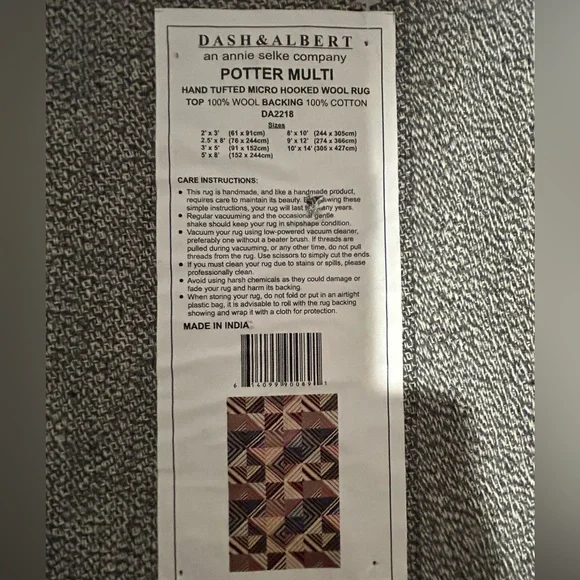 DASH & ALBERT
an annie selke company
POTTER MULTI
HAND TUFTED MICRO HOOKED WOOL RUG
TOP 100% WOOL BACKING 100% COTTON
DA2218
Sizes
2' x 3' (61 x 91cm) 8' x 10' (244 x 305cm)
2.5' x 8' (76 x 244cm) 9' x 12' (274 x 366cm)
3' x 5' (91 x 152cm) 10' x 14' (305 x 427cm)
5' x 8' (152 x 244cm)
CARE INSTRUCTIONS:
• This rug is handmade, and like a handmade product,
requires care to maintain its beauty. these
simple instructions, your rug will last years.
• Regular vacuuming and the occasional gentle
shake should keep your rug in shipshape condition.
• Vacuum your rug using low-powered vacuum cleaner,
preferably one without a beater brush. If threads are
pulled during vacuuming, or any other time, do not pull
threads from the rug. Use scissors to simply cut the ends.
• If you must clean your rug due to stains or spills, please
professionally clean.
• Avoid using harsh chemicals as they could damage or
fade your rug and harm its backing.
• When storing your rug, do not fold or put in an airtight
plastic bag, it is advisable to roll with the rug backing
showing and wrap it with a cloth for protection.
MADE IN INDIA